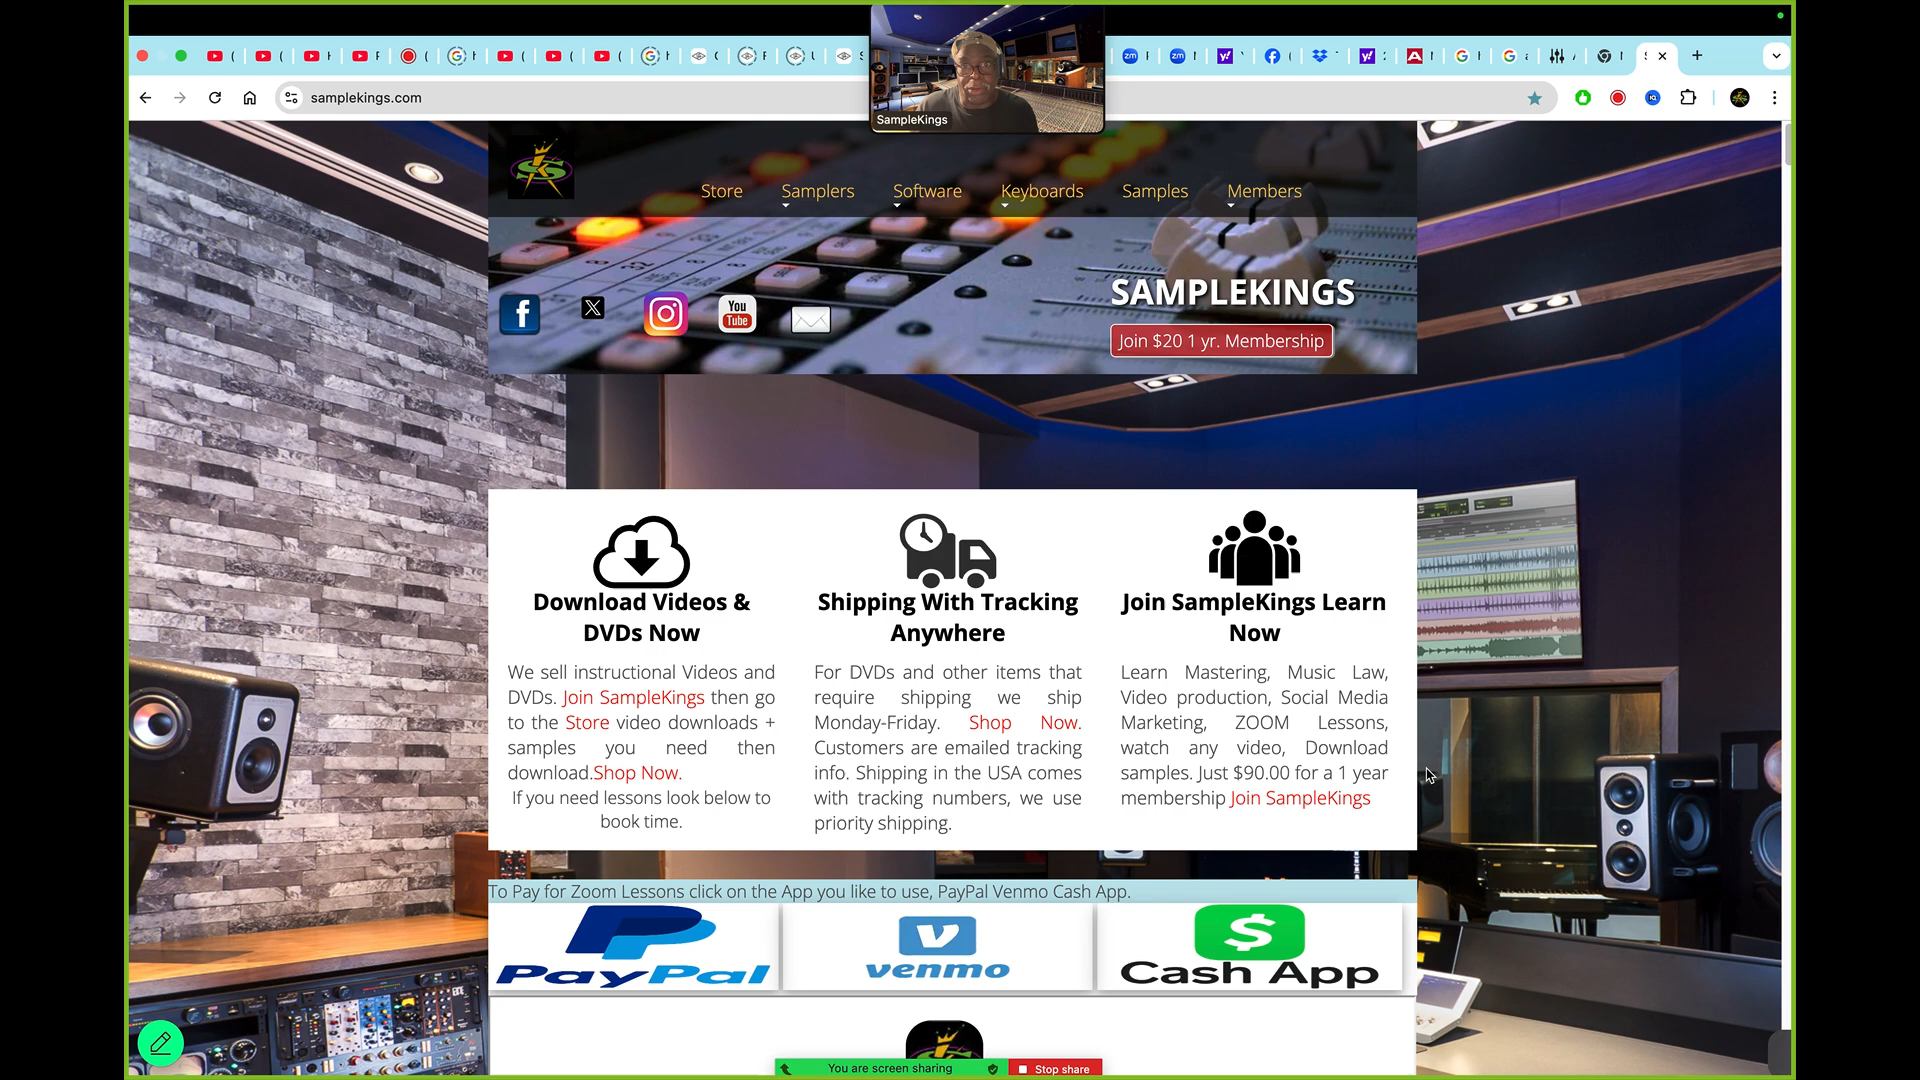 samplekings.com
SampleKings
Store Samplers Software Keyboards Samples Members
SAMPLEKINGS
You
Tube
Join $20 1 yr. Membership
Download Videos &
DVDs Now
We sell instructional Videos and
DVDs. Join SampleKings then go
to the Store video downloads +
samples you need then
download.Shop Now.
If you need lessons look below to
book time.
Shipping With Tracking
Anywhere
For DVDs and other items that
require shipping we ship
Monday-Friday. Shop Now.
Customers are emailed tracking
info. Shipping in the USA comes
with tracking numbers, we use
priority shipping.
Join SampleKings Learn
Now
Learn Mastering, Music Law,
Video production, Social Media
Marketing, ZOOM Lessons,
watch any video, Download
samples. Just $90.00 for a 1 year
membership Join SampleKings
To Pay for Zoom Lessons click on the App you like to use, PayPal Venmo Cash App.
PayPal
venmo
Cash App
You are screen sharing
Stop share